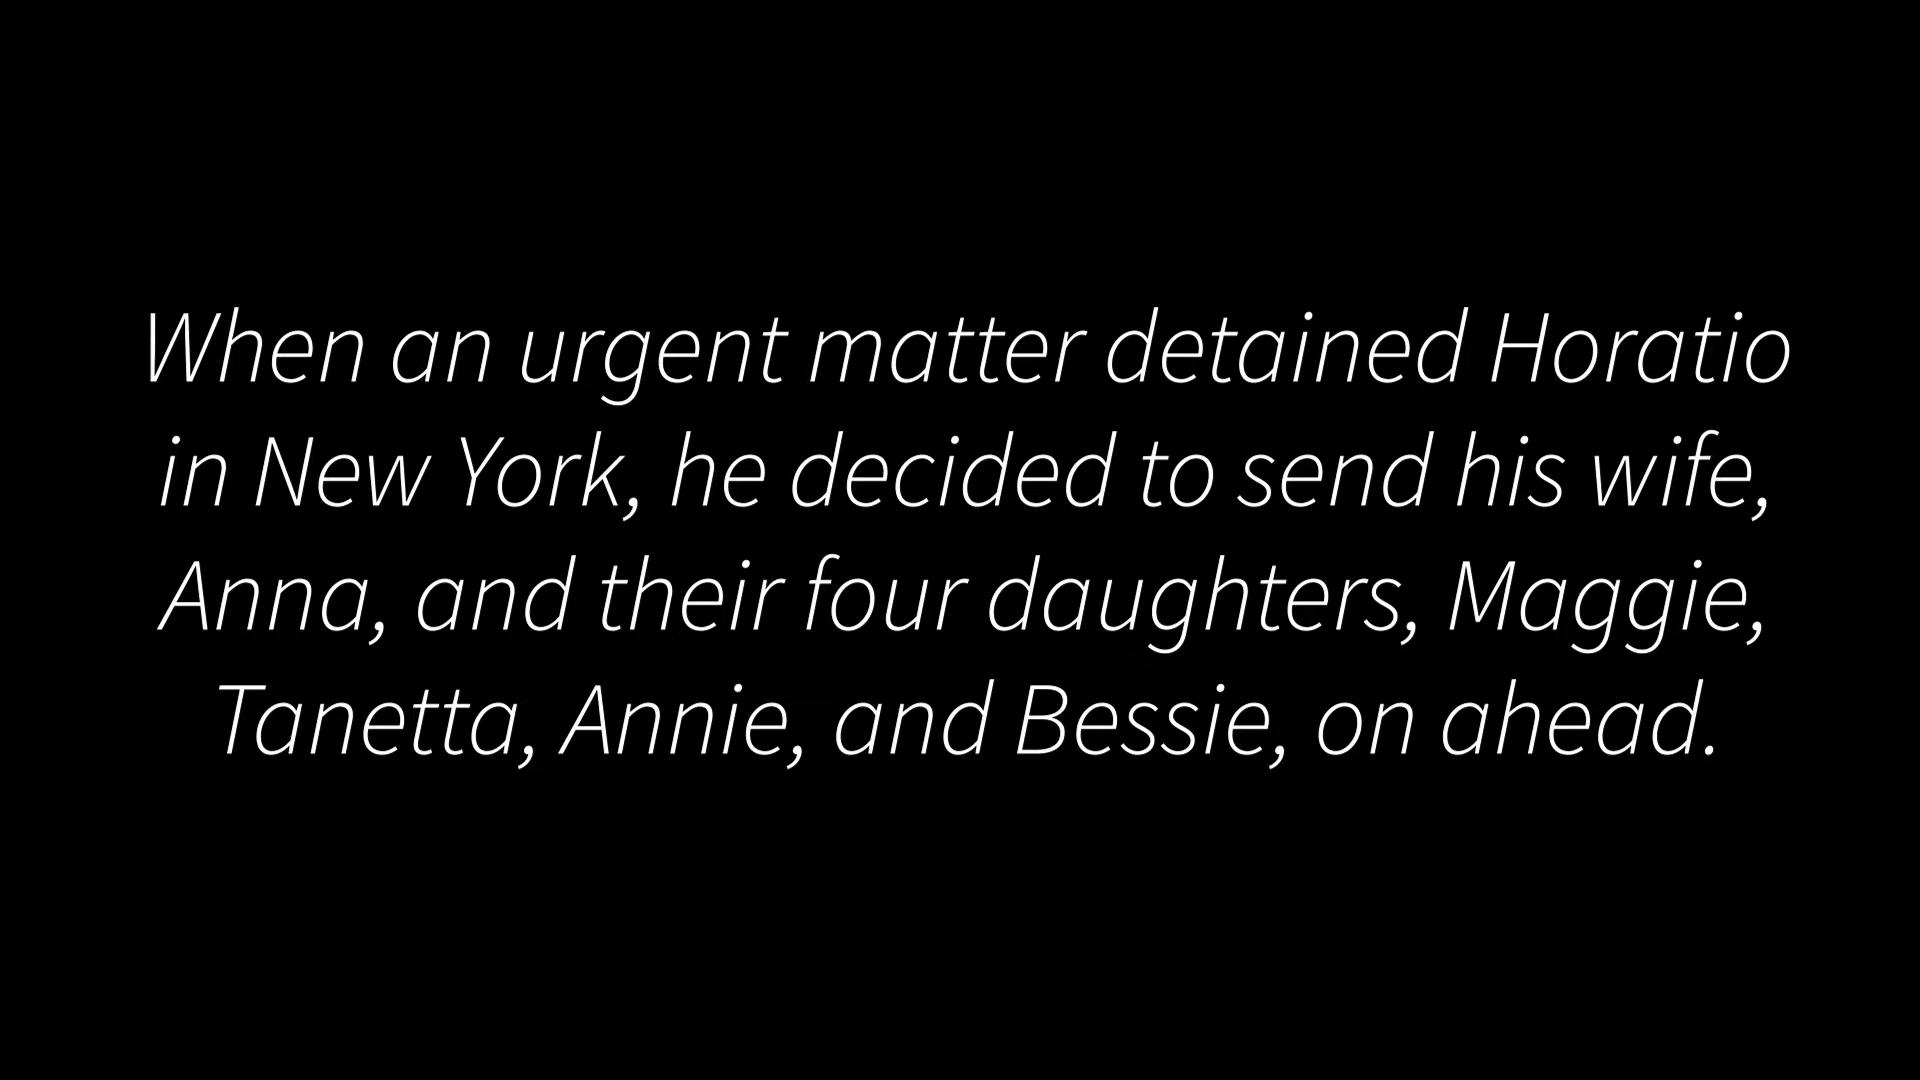 When an urgent matter detained Horatio
in New York, he decided to send his wife,
Anna, and their four daughters, Maggie,
Tanetta, Annie, and Bessie, on ahead.